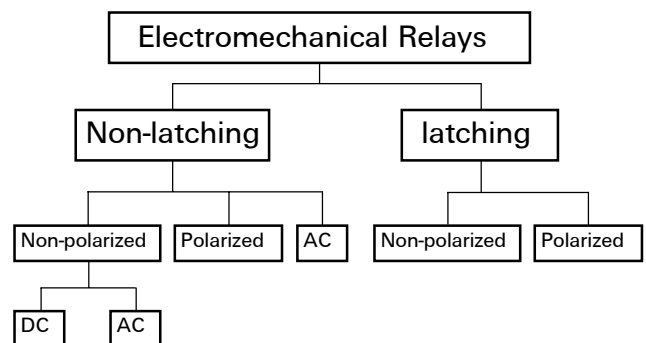 Electromechanical Relays
Non-latching
latching
Non-polarized
Polarized
AC
Non-polarized
Polarized
DC
AC